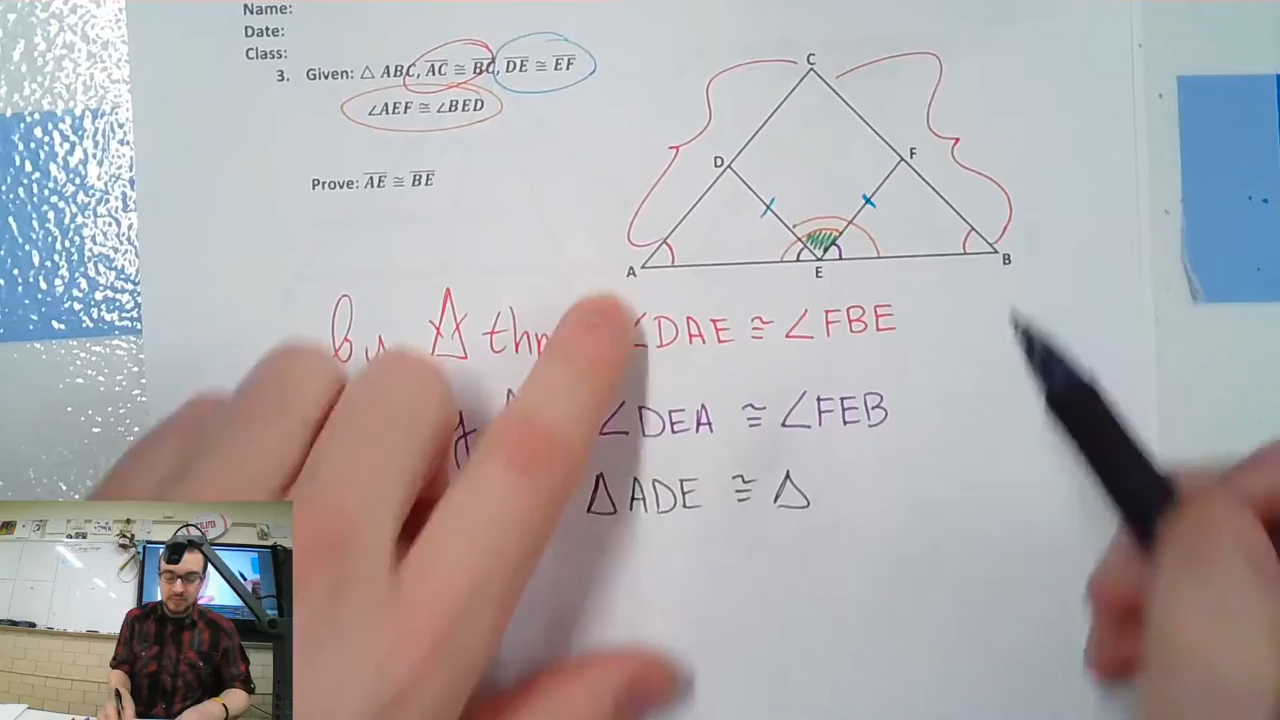 Name:
Date:
Class:
3. Given: △ ABC, AC ≅ BC, DE ≅ EF
∠AEF ≅ ∠BED
Prove: AE ≅ BE
C
D
F
A
E
B
By △ ∠DAE ≅ ∠FBE
∠DEA ≅ ∠FEB
△ADE ≅ △